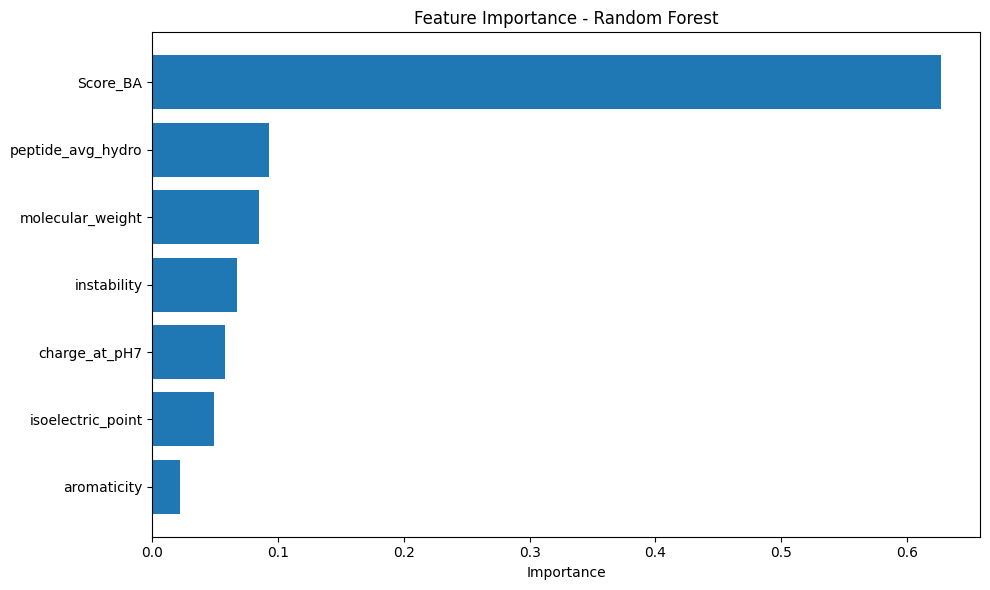 Feature Importance - Random Forest
Score_BA
peptide_avg_hydro
molecular_weight
instability
charge_at_pH7
isoelectric_point
aromaticity
0.0 0.1 0.2 0.3 0.4 0.5 0.6
Importance